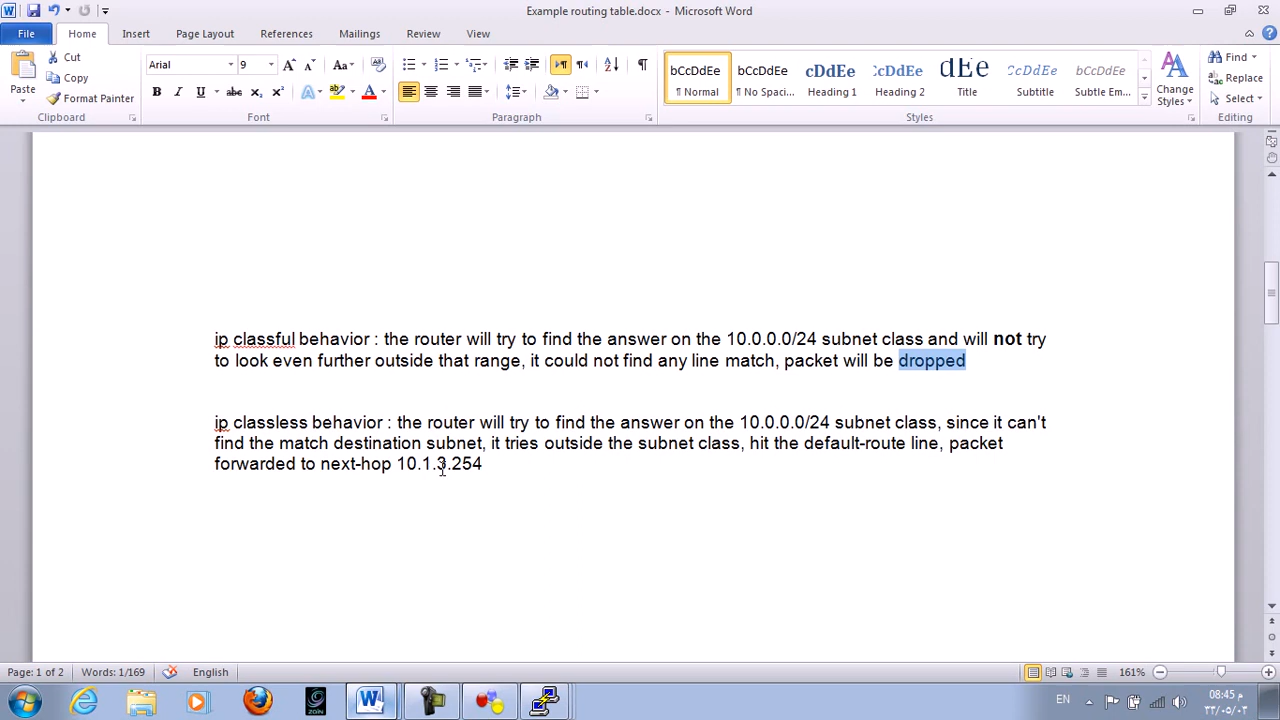 Example routing table.docx - Microsoft Word
File Home Insert Page Layout References Mailings Review View
Paste
Cut
Copy
Format Painter
Clipboard
Arial 9
Font
Paragraph
bCcDdEe bCcDdEe cDdEe bCcDdEe dEe CcDdEe bCcDdEe
¶ Normal ¶ No Spaci... Heading 1 Heading 2 Title Subtitle Subtle Em...
Styles
Change Styles
Find
Replace
Select
Editing
ip classful behavior : the router will try to find the answer on the 10.0.0.0/24 subnet class and will not try
to look even further outside that range, it could not find any line match, packet will be dropped
ip classless behavior : the router will try to find the answer on the 10.0.0.0/24 subnet class, since it can't
find the match destination subnet, it tries outside the subnet class, hit the default-route line, packet
forwarded to next-hop 10.1.3.254
Page: 1 of 2 Words: 1/169 English 161%
EN
08:45 م
٣٣/٠٥/٠٣